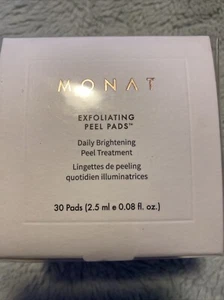 MONAT
EXFOLIATING
PEEL PADS™
Daily Brightening
Peel Treatment
Lingettes de peeling
quotidien illuminatrices
30 Pads (2.5 ml e 0.08 fl. oz.)